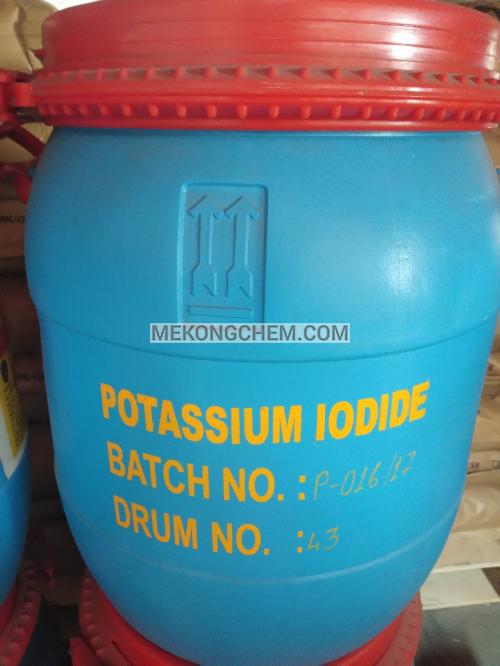 MEKONGCHEM.COM
POTASSIUM IODIDE
BATCH NO. : P-016/17
DRUM NO. : 43